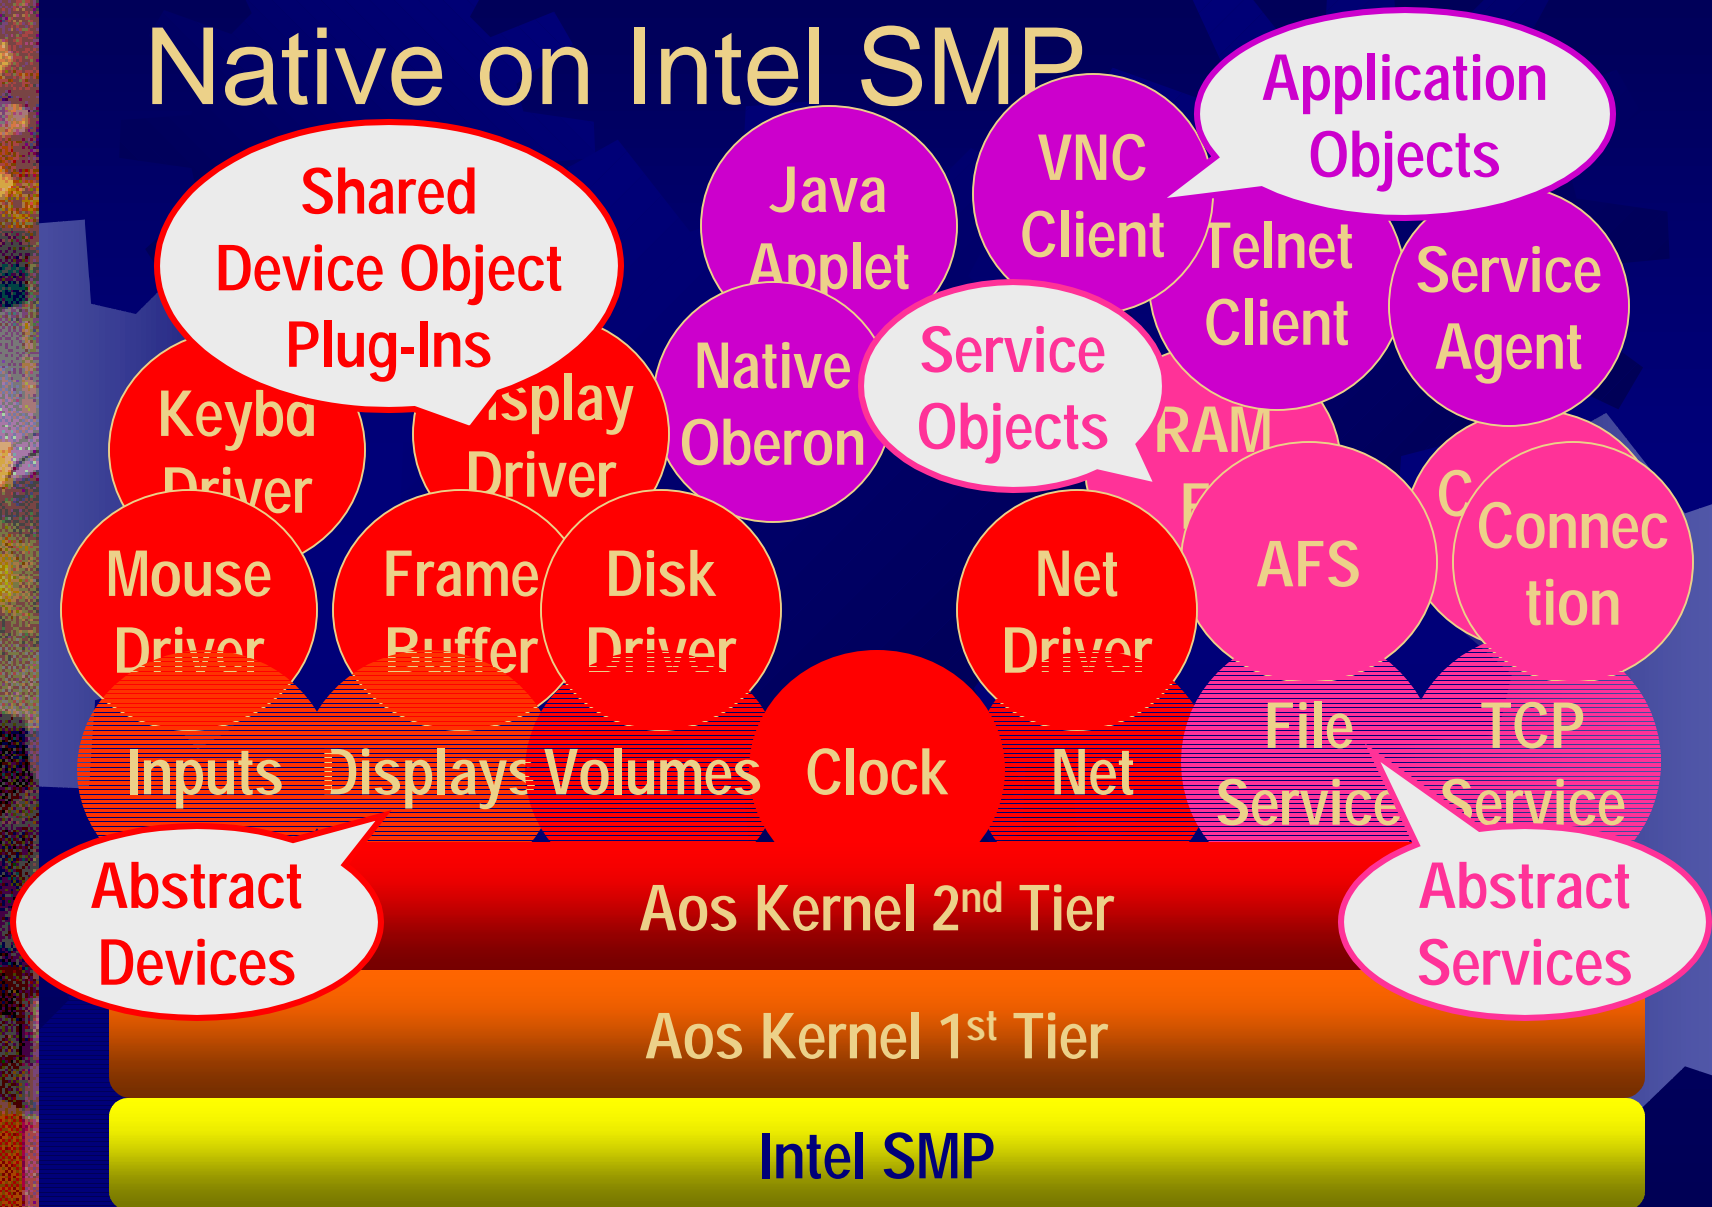 Native on Intel SMP
Application
Objects
Shared
Device Object
Plug-Ins
Java
Applet
VNC
Client
Telnet
Client
Service
Agent
Native
Oberon
Service
Objects
Display
Driver
Driver
RAM
Mouse
Driver
Frame
Buffer
Disk
Driver
Net
Driver
AFS
Connec
tion
Inputs
Displays
Volumes
Clock
Net
File
Service
TCP
Service
Abstract
Devices
Abstract
Services
Aos Kernel 2nd Tier
Aos Kernel 1st Tier
Intel SMP